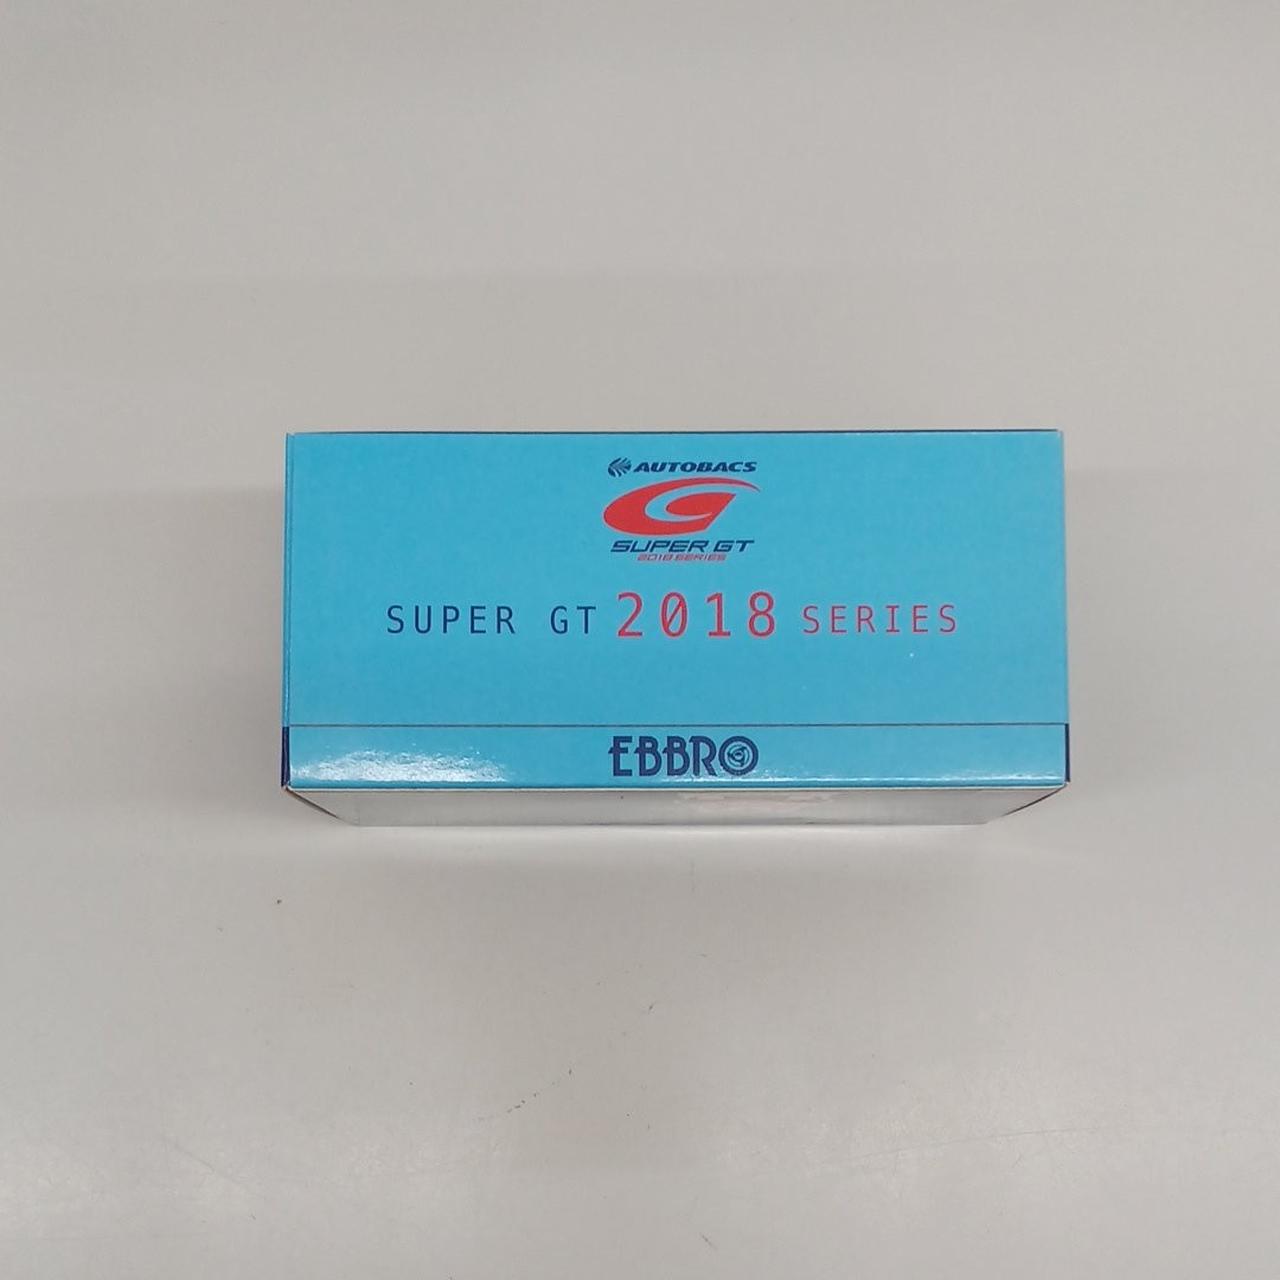 AUTOBACS
SUPER GT
2018 SERIES
SUPER GT 2018 SERIES
EBBRO